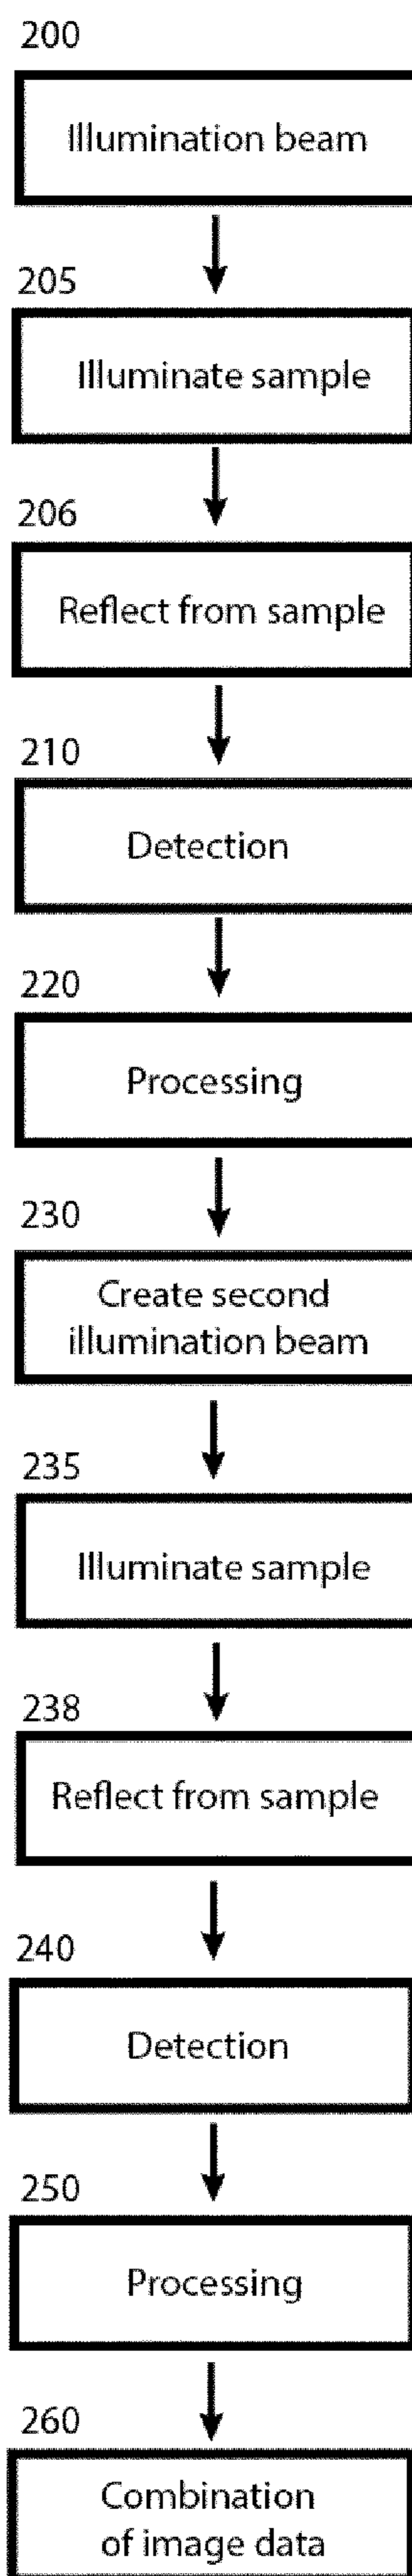 200
Illumination beam
205
Illuminate sample
206
Reflect from sample
210
Detection
220
Processing
230
Create second
illumination beam
235
Illuminate sample
238
Reflect from sample
240
Detection
250
Processing
260
Combination
of image data